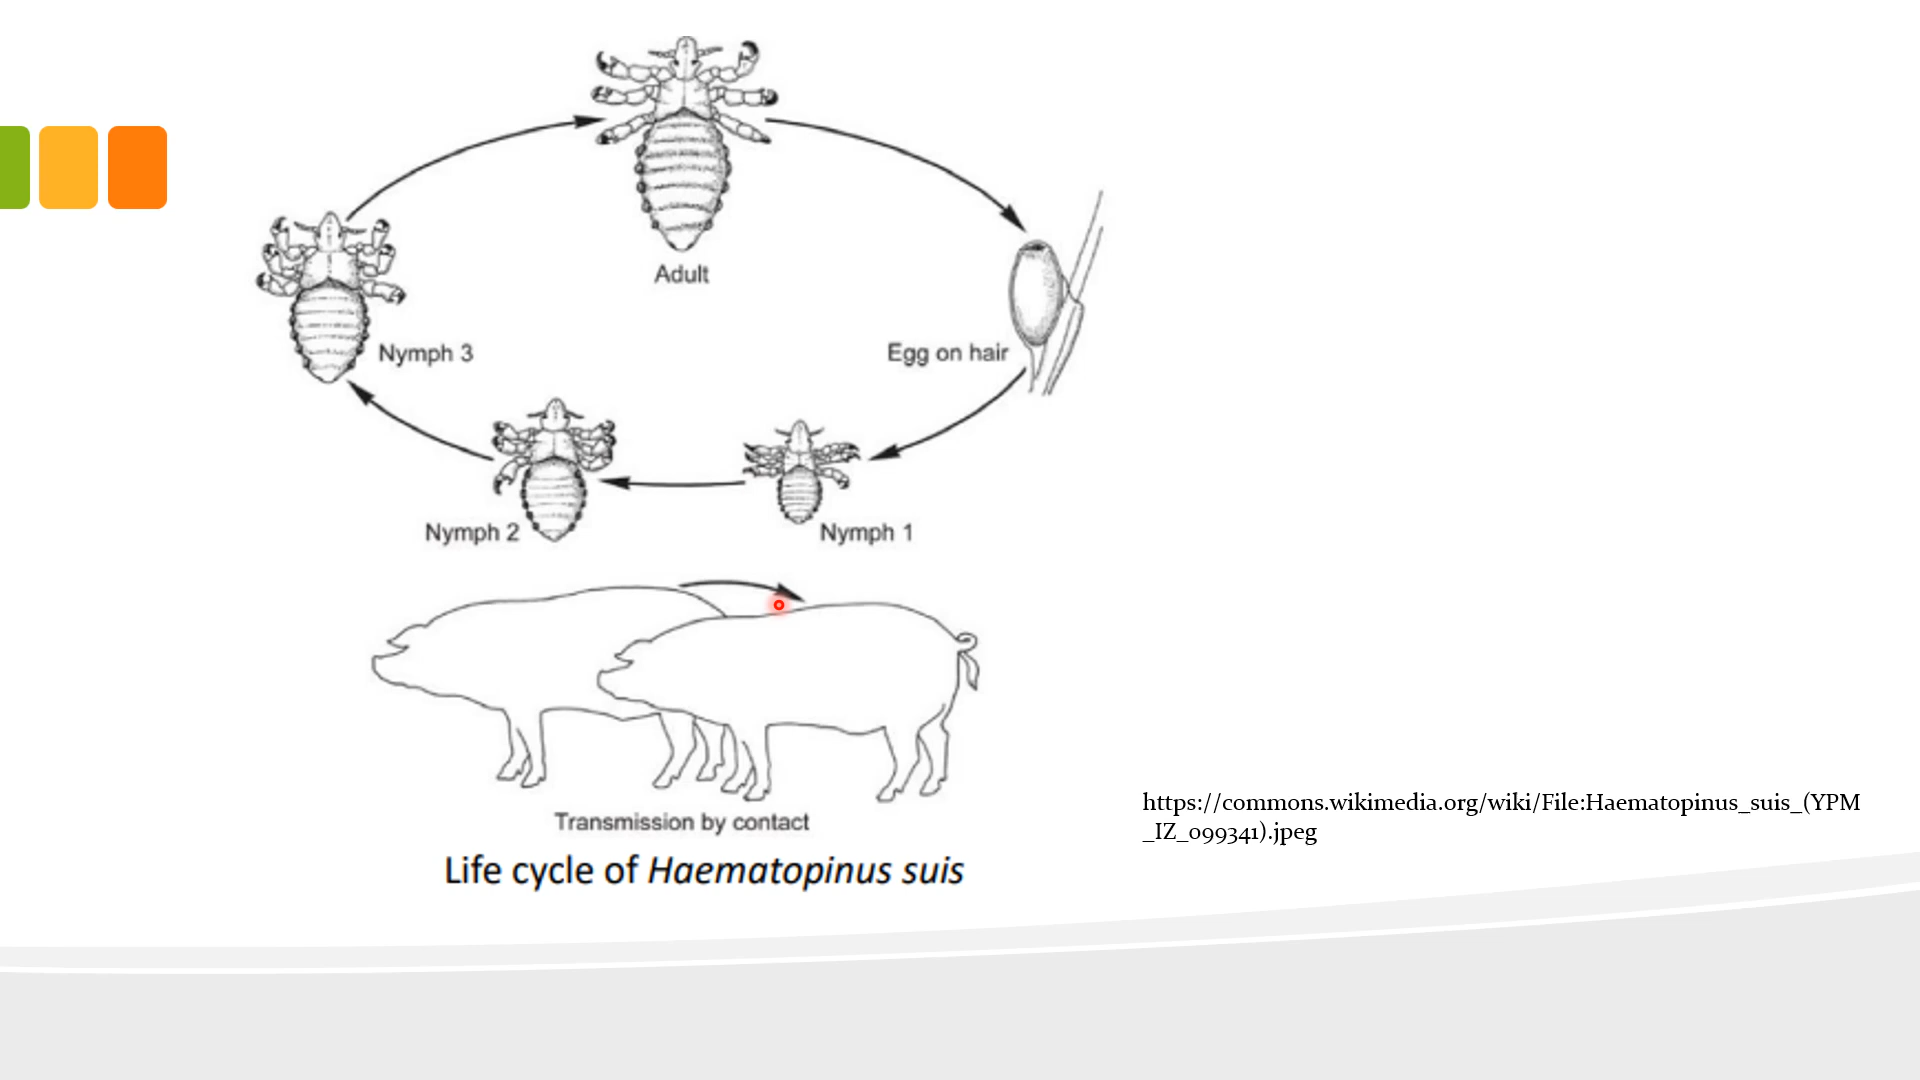 Adult
Nymph 3
Egg on hair
Nymph 2
Nymph 1
Transmission by contact
Life cycle of Haematopinus suis
https://commons.wikimedia.org/wiki/File:Haematopinus_suis_(YPM
_IZ_099341).jpeg